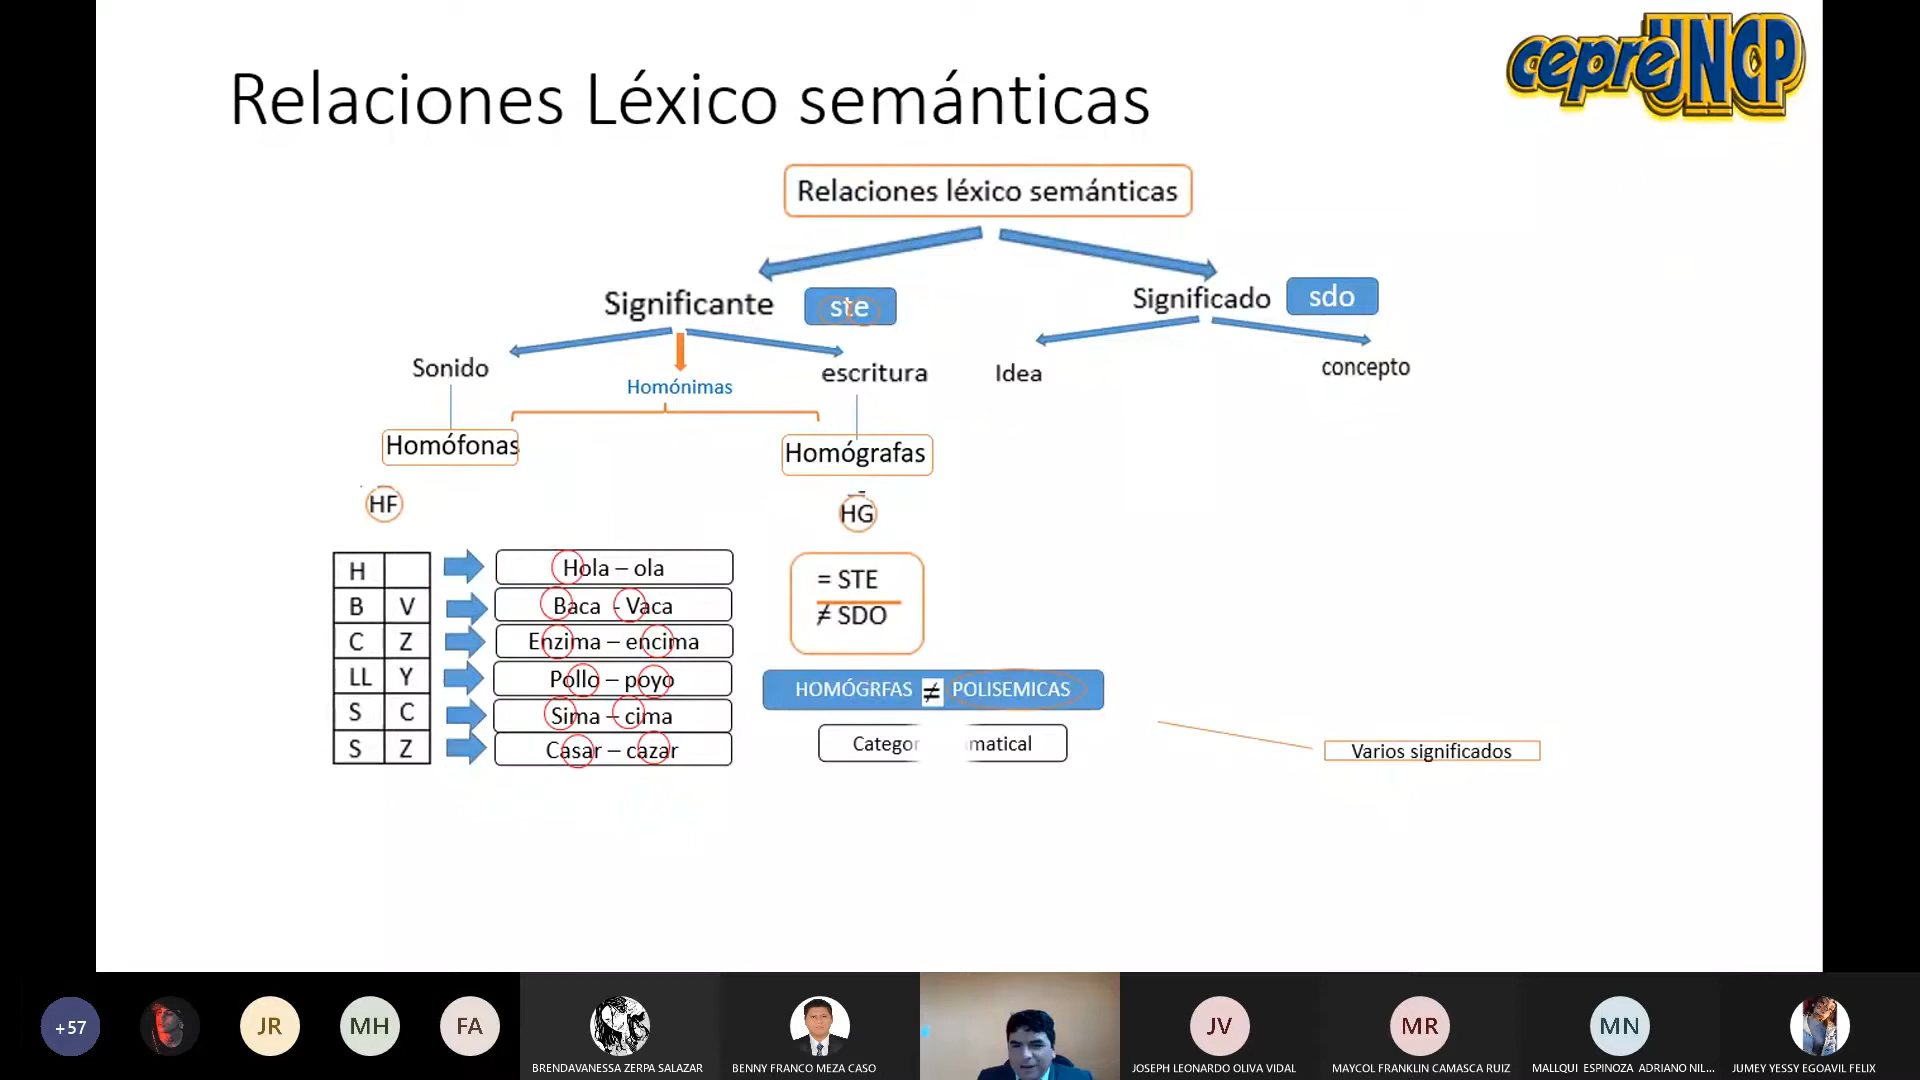 cepreUNCP
Relaciones Léxico semánticas
Relaciones léxico semánticas
Significante
ste
Significado
sdo
Sonido
Homónimas
escritura
Idea
concepto
Homófonas
Homógrafas
HF
HG
H
B V
C Z
LL Y
S C
S Z
Hola – ola
Baca - Vaca
Enzima – encima
Pollo – poyo
Sima – cima
Casar – cazar
= STE
≠ SDO
HOMÓGRFAS ≠ POLISEMICAS
Categor matical
Varios significados
+57
JR
MH
FA
BRENDAVANESSA ZERPA SALAZAR
BENNY FRANCO MEZA CASO
JV
JOSEPH LEONARDO OLIVA VIDAL
MR
MAYCOL FRANKLIN CAMASCA RUIZ
MN
MALLQUI ESPINOZA ADRIANO NIL...
JUMEY YESSY EGOAVIL FELIX